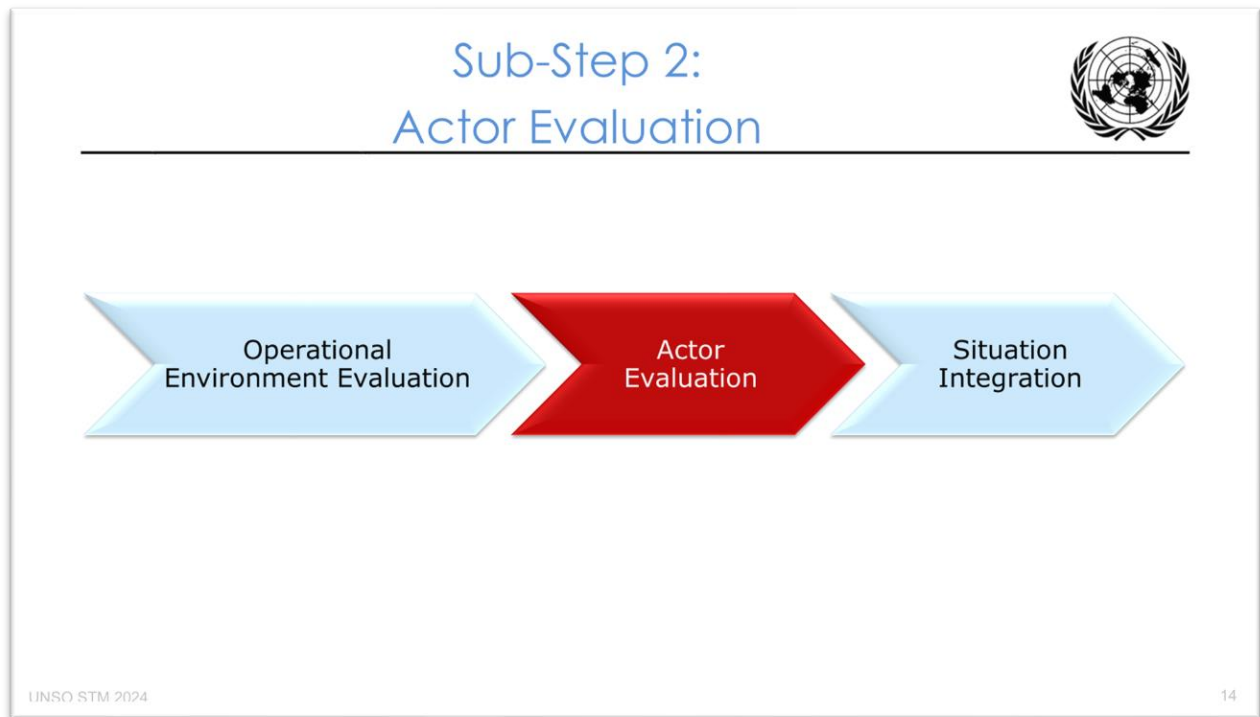 Sub-Step 2:
Actor Evaluation
Operational
Environment Evaluation
Actor
Evaluation
Situation
Integration
UNSO STM 2024
14